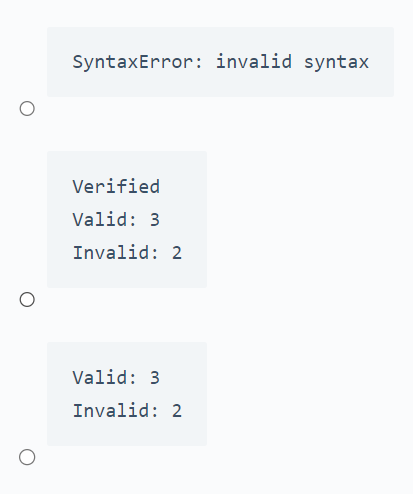 SyntaxError: invalid syntax
Verified
Valid: 3
Invalid: 2
Valid: 3
Invalid: 2